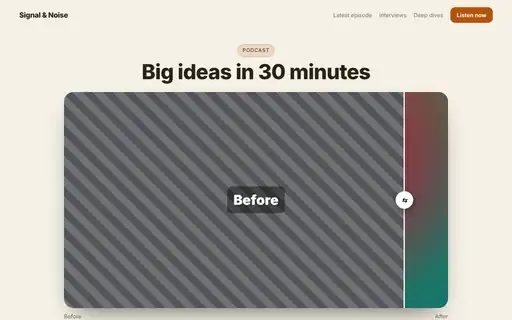 Signal & Noise
Latest episode Interviews Deep dives Listen now
PODCAST
Big ideas in 30 minutes
Before
Before After